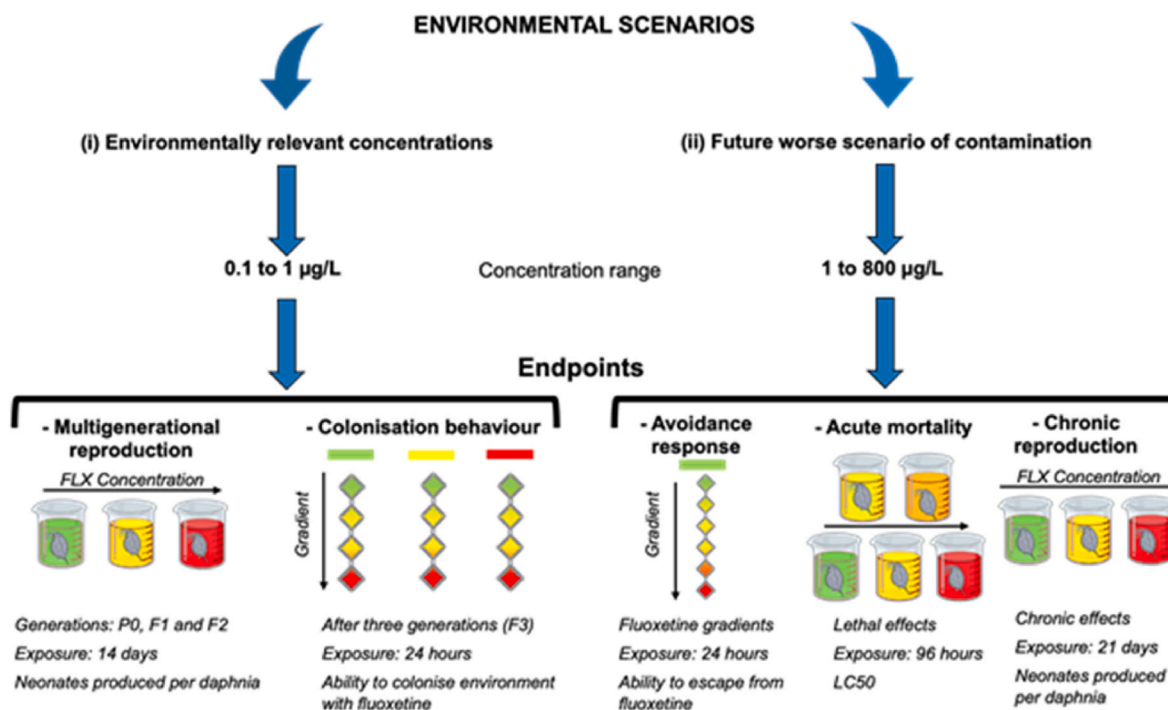 ENVIRONMENTAL SCENARIOS
(i) Environmentally relevant concentrations
(ii) Future worse scenario of contamination
0.1 to 1 µg/L
Concentration range
1 to 800 µg/L
Endpoints
- Multigenerational
reproduction
FLX Concentration
Generations: P0, F1 and F2
Exposure: 14 days
Neonates produced per daphnia
- Colonisation behaviour
Gradient
After three generations (F3)
Exposure: 24 hours
Ability to colonise environment
with fluoxetine
- Avoidance
response
Gradient
Fluoxetine gradients
Exposure: 24 hours
Ability to escape from
fluoxetine
- Acute mortality
Lethal effects
Exposure: 96 hours
LC50
- Chronic
reproduction
FLX Concentration
Chronic effects
Exposure: 21 days
Neonates produced
per daphnia